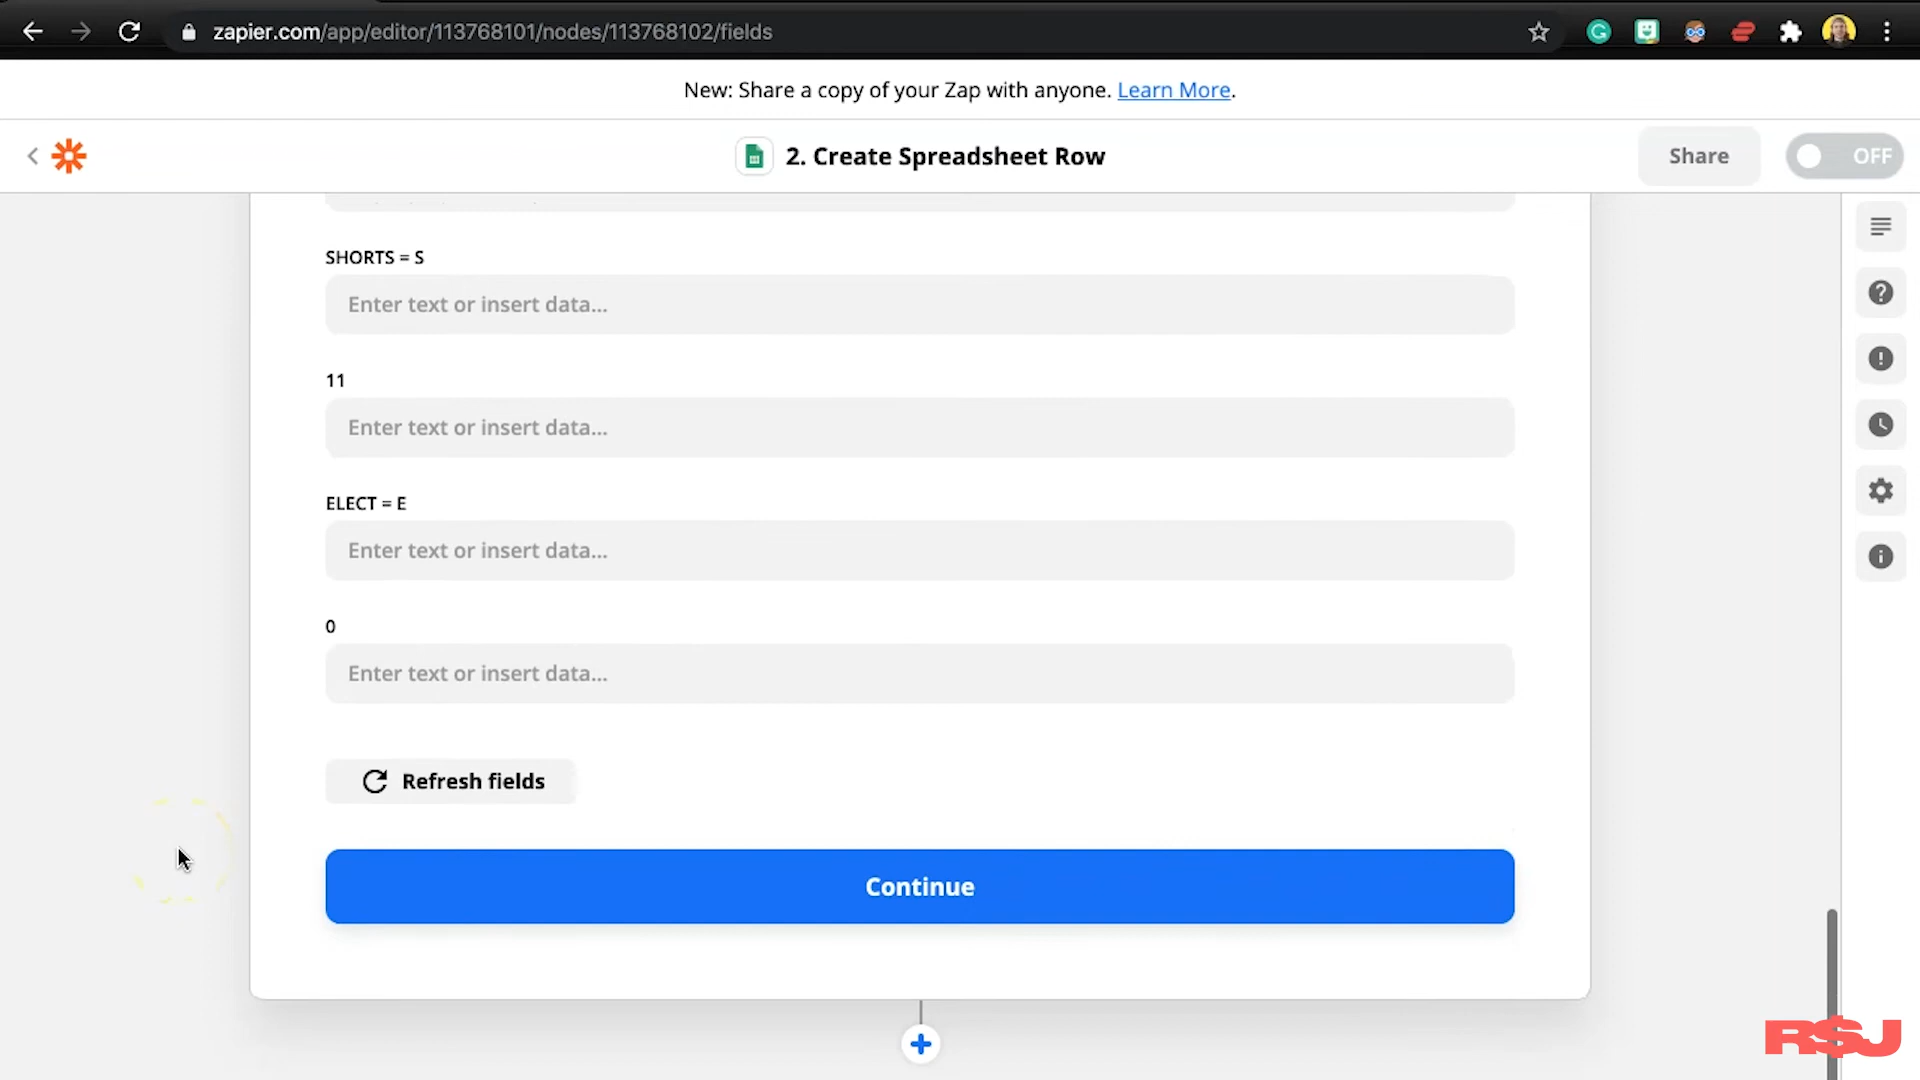 zapier.com/app/editor/113768101/nodes/113768102/fields
New: Share a copy of your Zap with anyone. Learn More.
2. Create Spreadsheet Row
Share
OFF
SHORTS = S
Enter text or insert data...
11
Enter text or insert data...
ELECT = E
Enter text or insert data...
0
Enter text or insert data...
Refresh fields
Continue
R$J